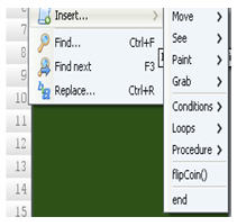 Insert... >
Find... Ctrl+F
Find next F3
Replace... Ctrl+R
Move >
See >
Paint >
Grab >
Conditions >
Loops >
Procedure >
flipCoin()
end
7
8
9
10
11
12
13
14
15